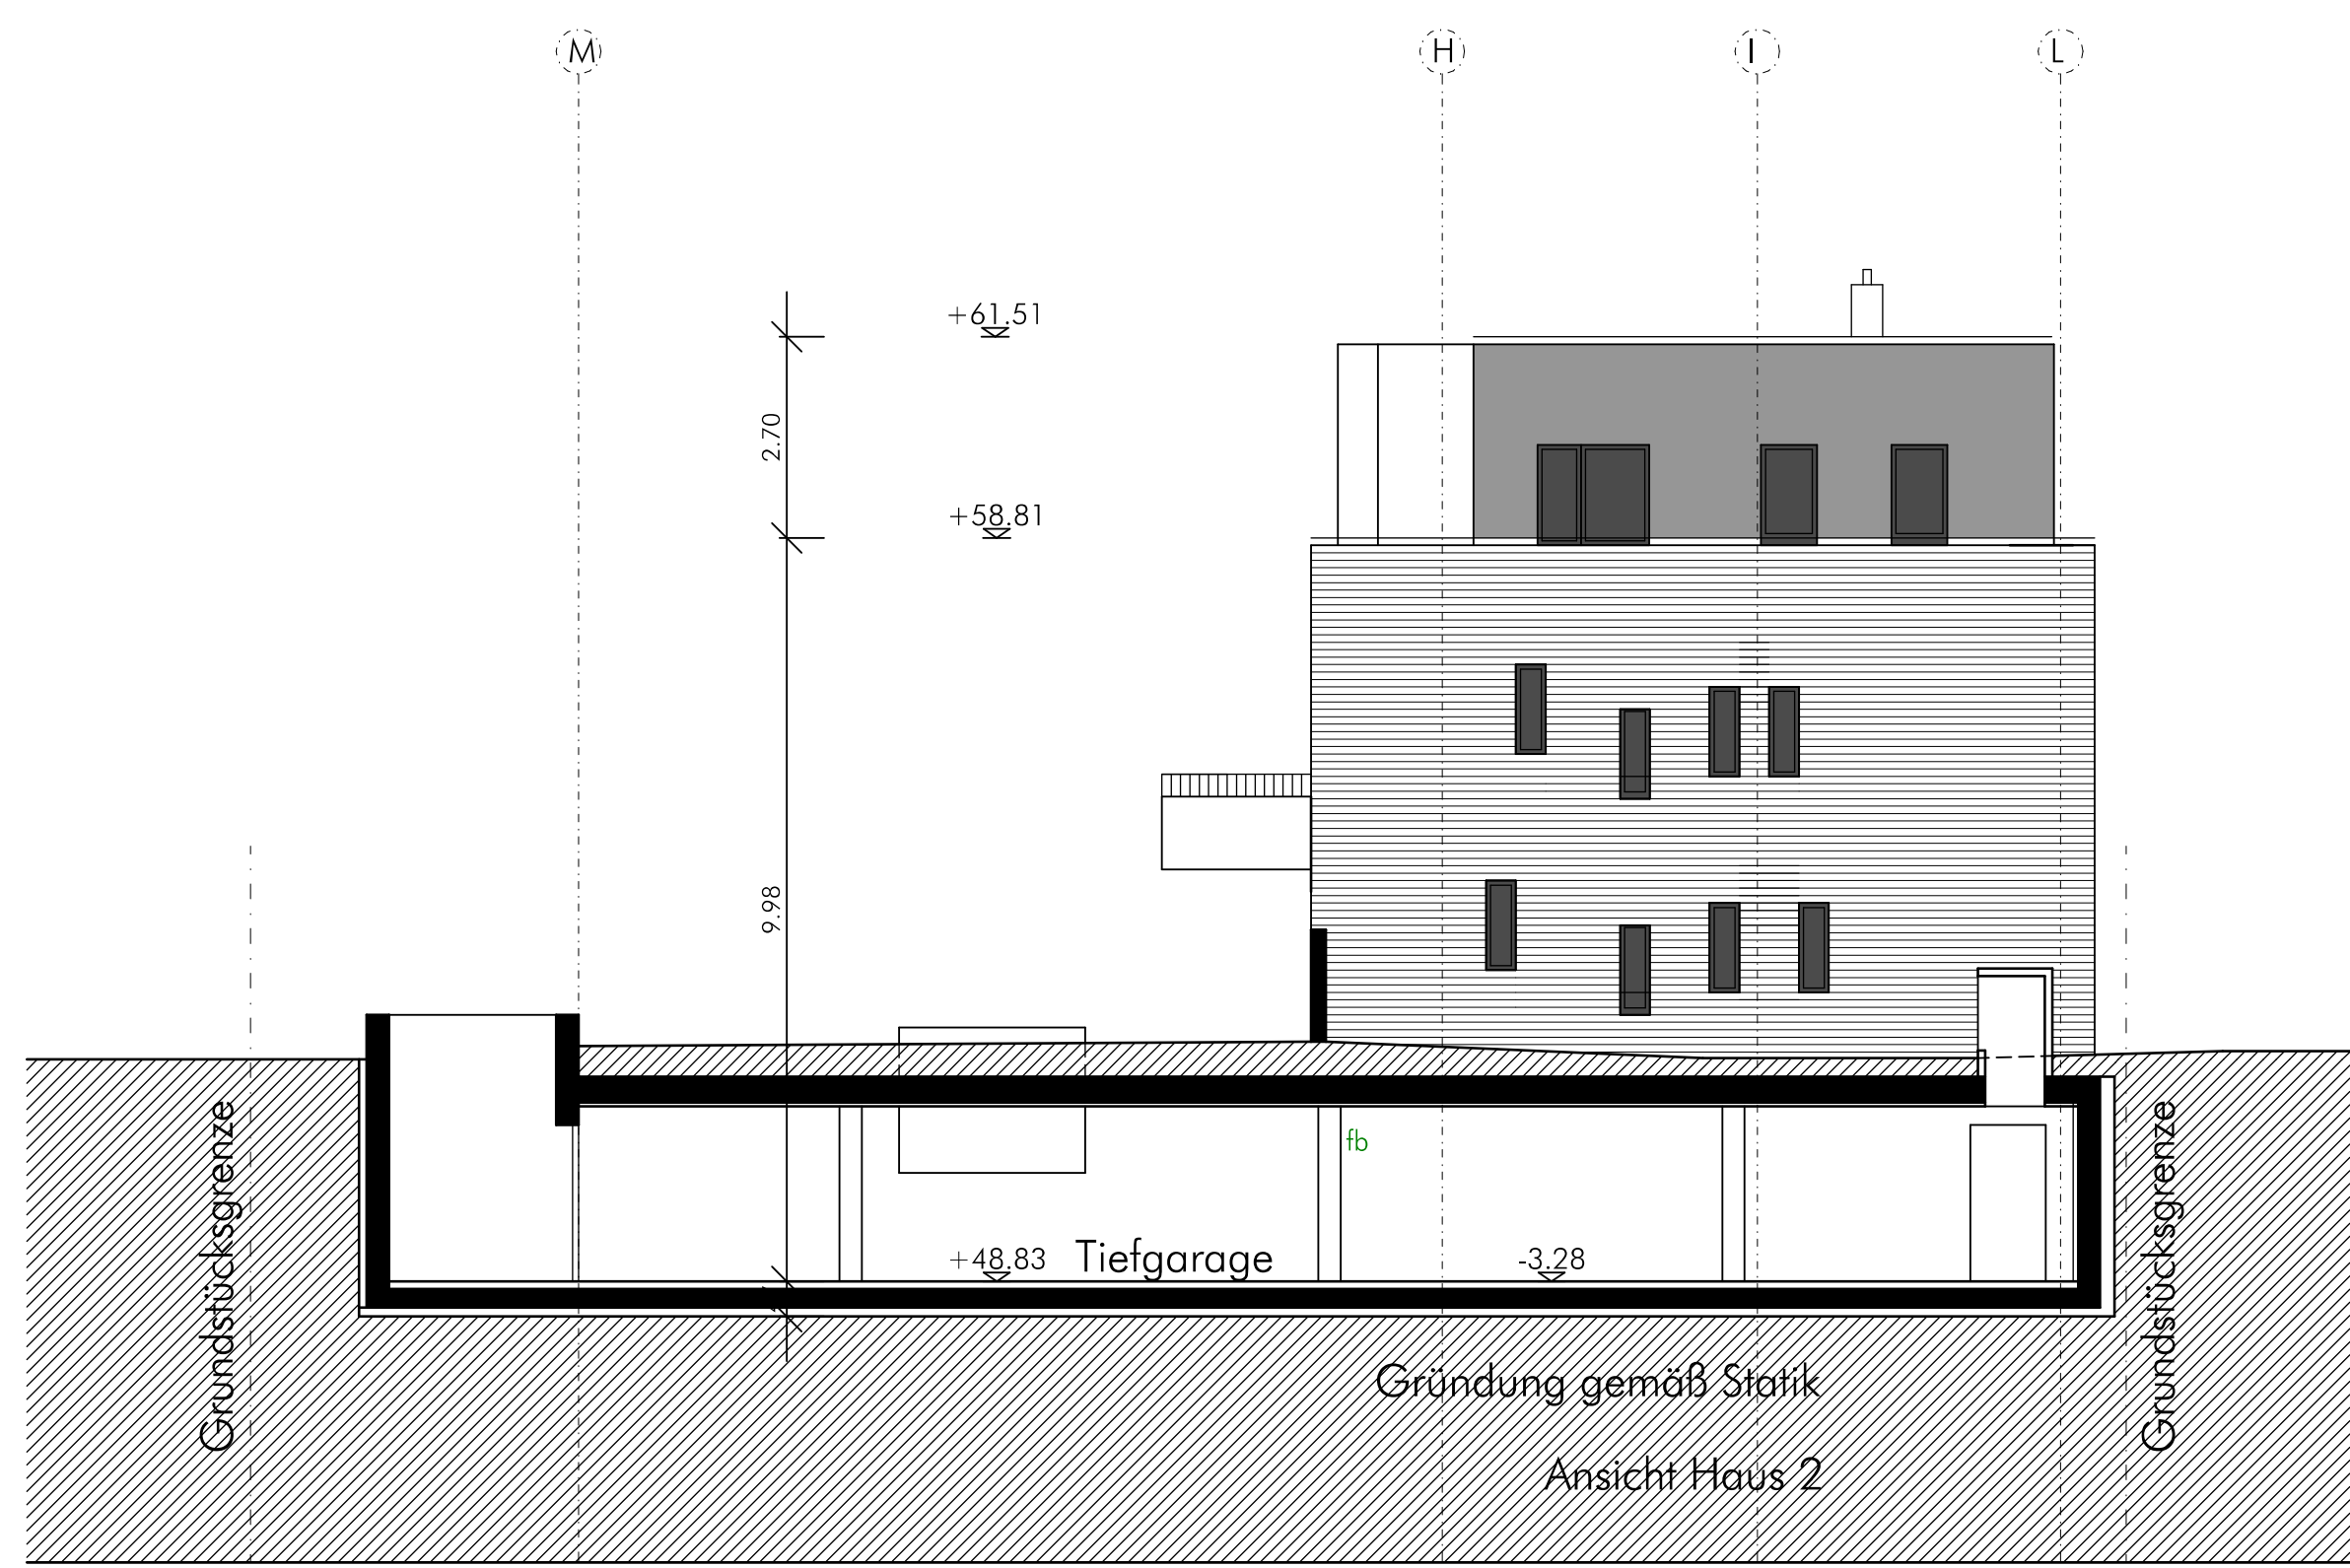 M
H
I
L
+61.51
2.70
+58.81
9.98
fb
+48.83
Tiefgarage
-3.28
Grundstücksgrenze
Grundstücksgrenze
Gründung gemäß Statik
Ansicht Haus 2